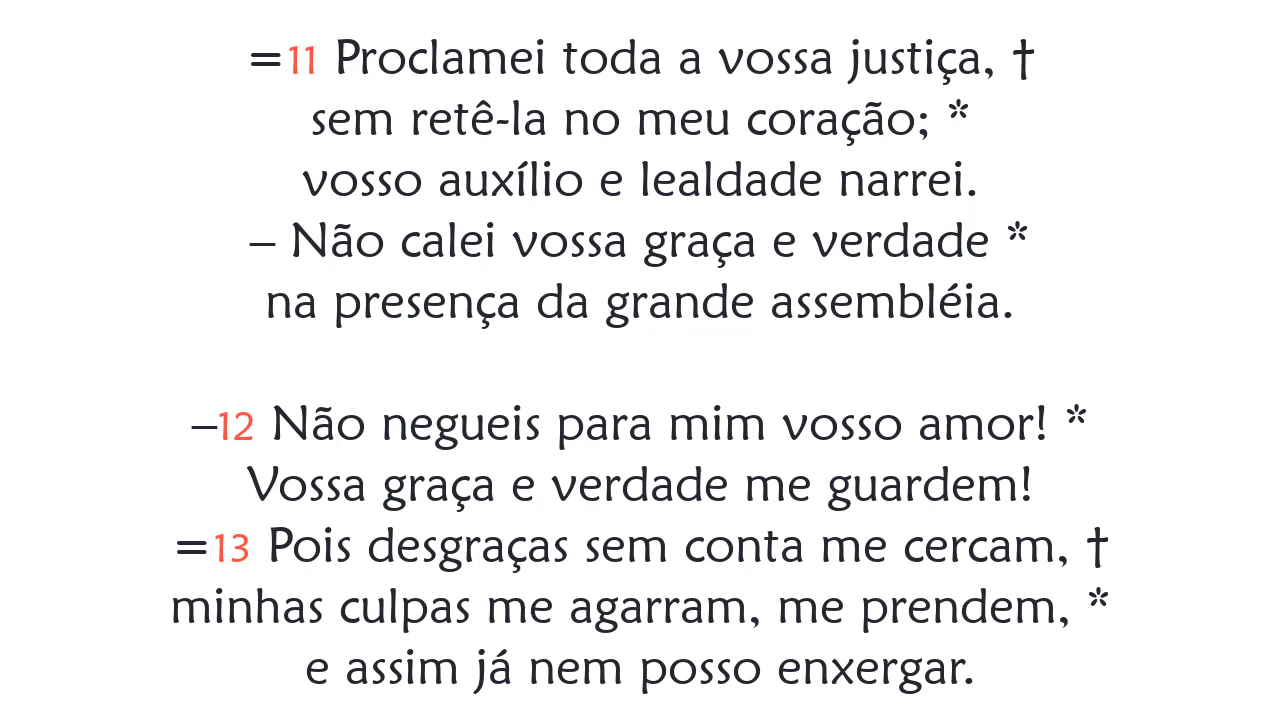 =11 Proclamei toda a vossa justiça, †
sem retê-la no meu coração; *
vosso auxílio e lealdade narrei.
– Não calei vossa graça e verdade *
na presença da grande assembléia.
–12 Não negueis para mim vosso amor! *
Vossa graça e verdade me guardem!
=13 Pois desgraças sem conta me cercam, †
minhas culpas me agarram, me prendem, *
e assim já nem posso enxergar.